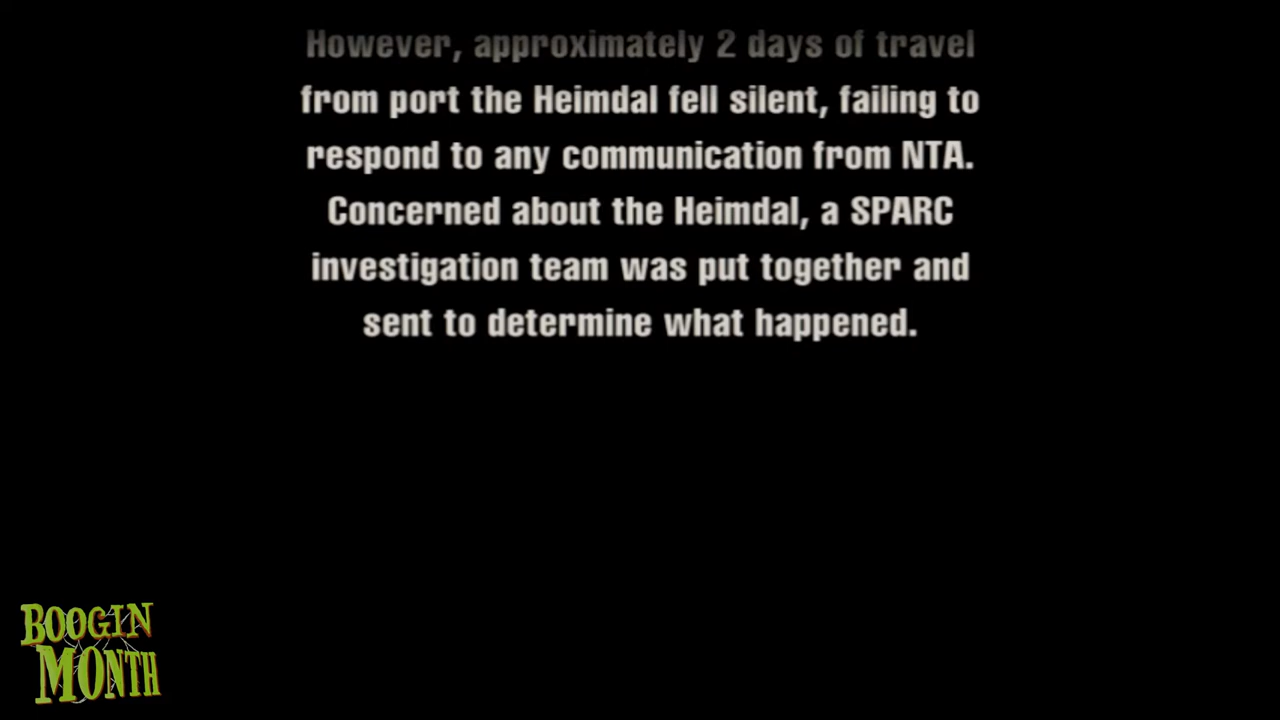 However, approximately 2 days of travel
from port the Heimdal fell silent, failing to
respond to any communication from NTA.
Concerned about the Heimdal, a SPARC
investigation team was put together and
sent to determine what happened.
BOOGIN
MONTH